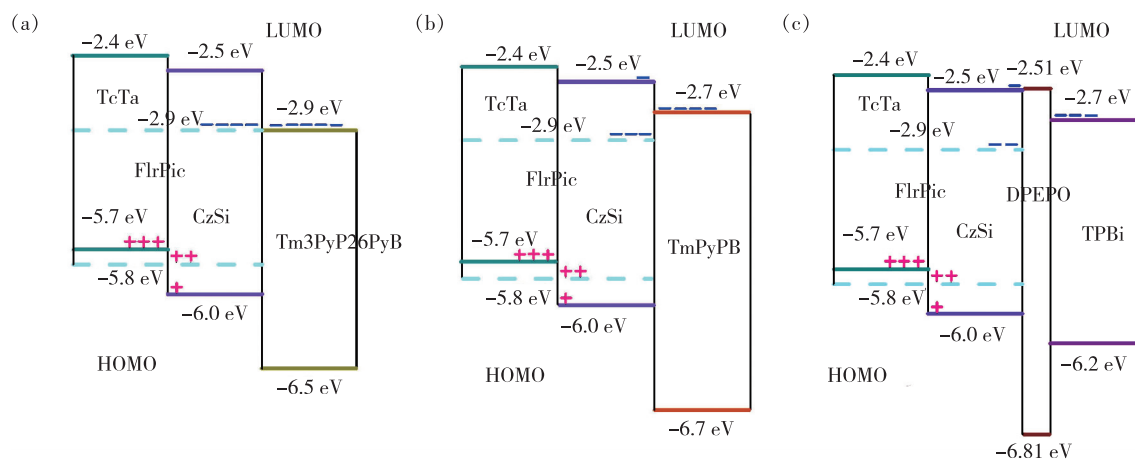 (a)
LUMO
−2.4 eV
−2.5 eV
TcTa
−2.9 eV
−2.9 eV
FlrPic
−5.7 eV
CzSi
+++
++
Tm3PyP26PyB
−5.8 eV
+
−6.0 eV
HOMO
−6.5 eV
(b)
LUMO
−2.4 eV
−2.5 eV
−2.7 eV
TcTa
−2.9 eV
FlrPic
−5.7 eV
CzSi
TmPyPB
+++
++
−5.8 eV
+
−6.0 eV
HOMO
−6.7 eV
(c)
LUMO
−2.4 eV
−2.5 eV
−2.51 eV
−2.7 eV
TcTa
−2.9 eV
FlrPic
DPEPO
−5.7 eV
CzSi
TPBi
+++
++
−5.8 eV
+
−6.0 eV
−6.2 eV
HOMO
−6.81 eV